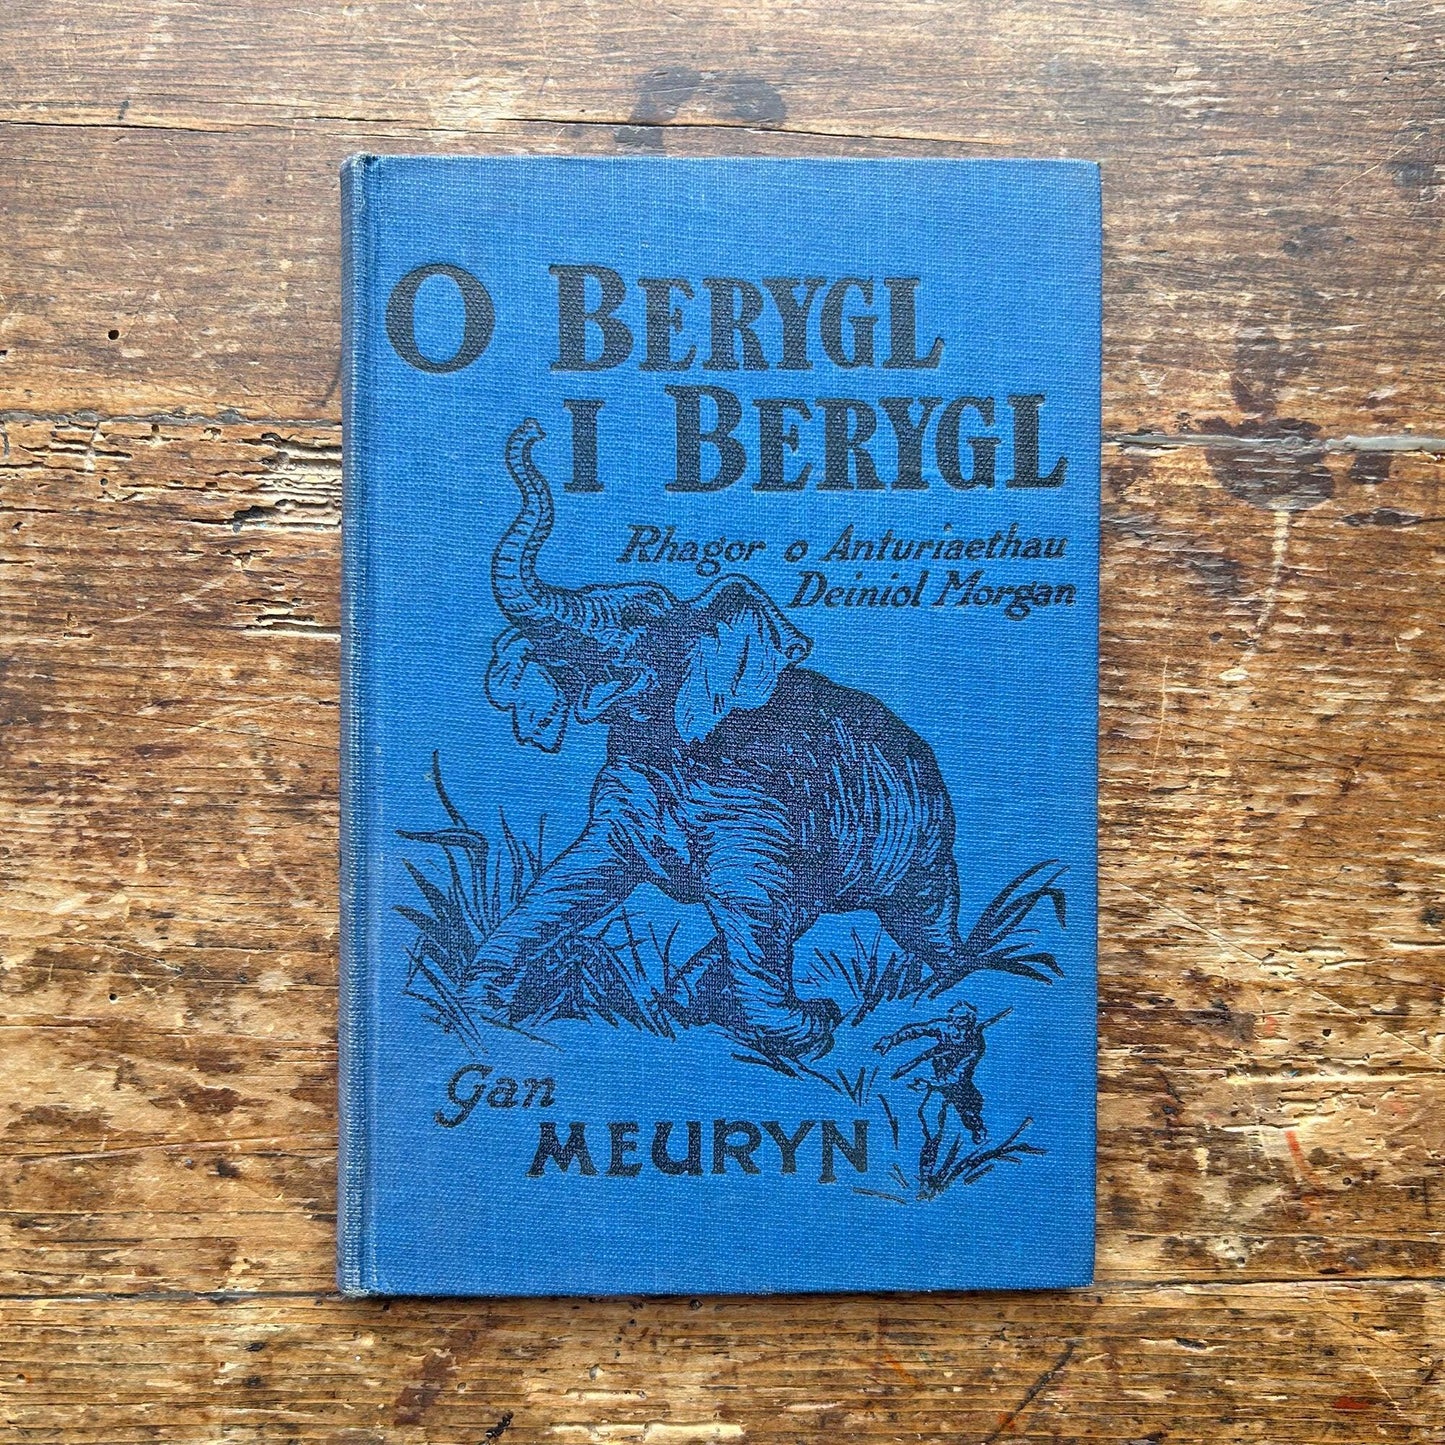 O BERYGL
I BERYGL
Rhagor o Anturiaethau
Deiniol Morgan
Gan
MEURYN